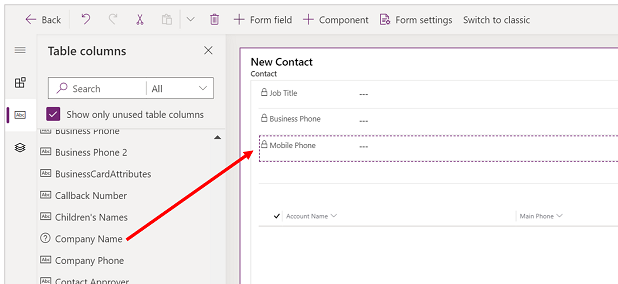 Back
Form field
Component
Form settings
Switch to classic
Table columns
Search
All
Show only unused table columns
Business Phone
Business Phone 2
BusinessCardAttributes
Callback Number
Children's Names
Company Name
Company Phone
Contact Approver
New Contact
Contact
Job Title ---
Business Phone ---
Mobile Phone ---
Account Name Main Phone